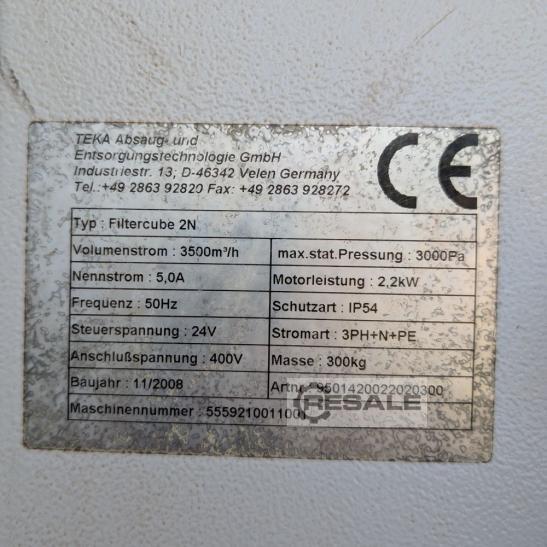 TEKA Absaug- und
Entsorgungstechnologie GmbH
Industriestr. 13; D-46342 Velen Germany
Tel.:+49 2863 92820 Fax: +49 2863 928272
CE
Typ : Filtercube 2N
Volumenstrom : 3500m³/h max.stat.Pressung : 3000Pa
Nennstrom : 5,0A Motorleistung : 2,2kW
Frequenz : 50Hz Schutzart : IP54
Steuerspannung : 24V Stromart : 3PH+N+PE
Anschlußspannung : 400V Masse : 300kg
Baujahr : 11/2008 Artnr.: 9501420022020300
Maschinennummer : 555921001100
RESALE